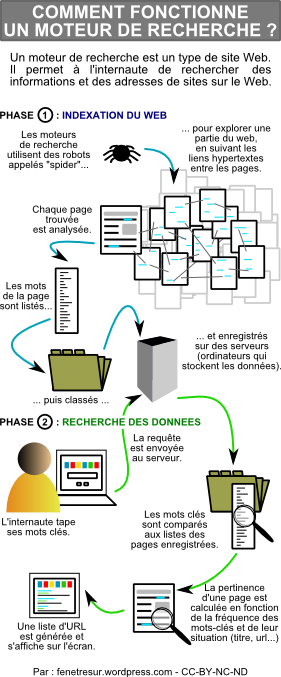 COMMENT FONCTIONNE
UN MOTEUR DE RECHERCHE ?
Un moteur de recherche est un type de site Web.
Il permet à l'internaute de rechercher des
informations et des adresses de sites sur le Web.
PHASE 1 : INDEXATION DU WEB
Les moteurs
de recherche
utilisent des robots
appelés "spider"...
... pour explorer une
partie du web,
en suivant les
liens hypertextes
entre les pages.
Chaque page
trouvée
est analysée.
Les mots
de la page
sont listés...
... puis classés ...
... et enregistrés
sur des serveurs
(ordinateurs qui
stockent les données).
PHASE 2 : RECHERCHE DES DONNEES
La requête
est envoyée
au serveur.
L'internaute tape
ses mots clés.
Les mots clés
sont comparés
aux listes des
pages enregistrées.
La pertinence
d'une page est
calculée en fonction
de la fréquence des
mots-clés et de leur
situation (titre, url...)
Une liste d'URL
est générée et
s'affiche sur l'écran.
Par : fenetresur.wordpress.com - CC-BY-NC-ND